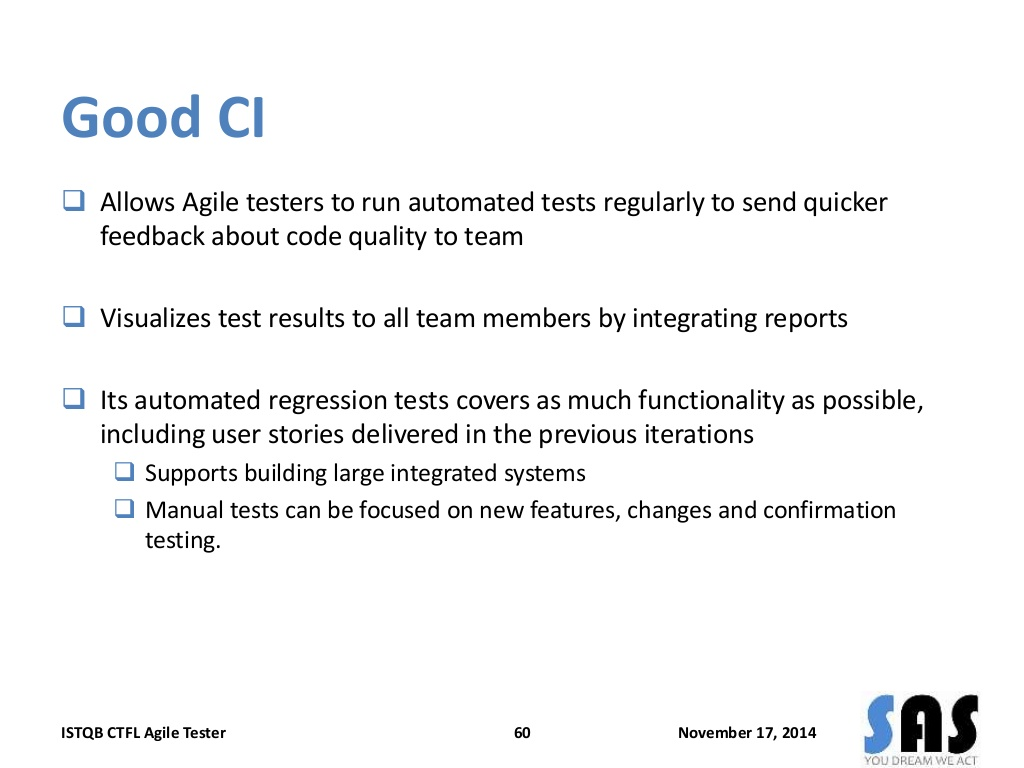 Good CI
Allows Agile testers to run automated tests regularly to send quicker
feedback about code quality to team
Visualizes test results to all team members by integrating reports
Its automated regression tests covers as much functionality as possible,
including user stories delivered in the previous iterations
Supports building large integrated systems
Manual tests can be focused on new features, changes and confirmation
testing.
ISTQB CTFL Agile Tester
60
November 17, 2014
SAS
YOU DREAM WE ACT